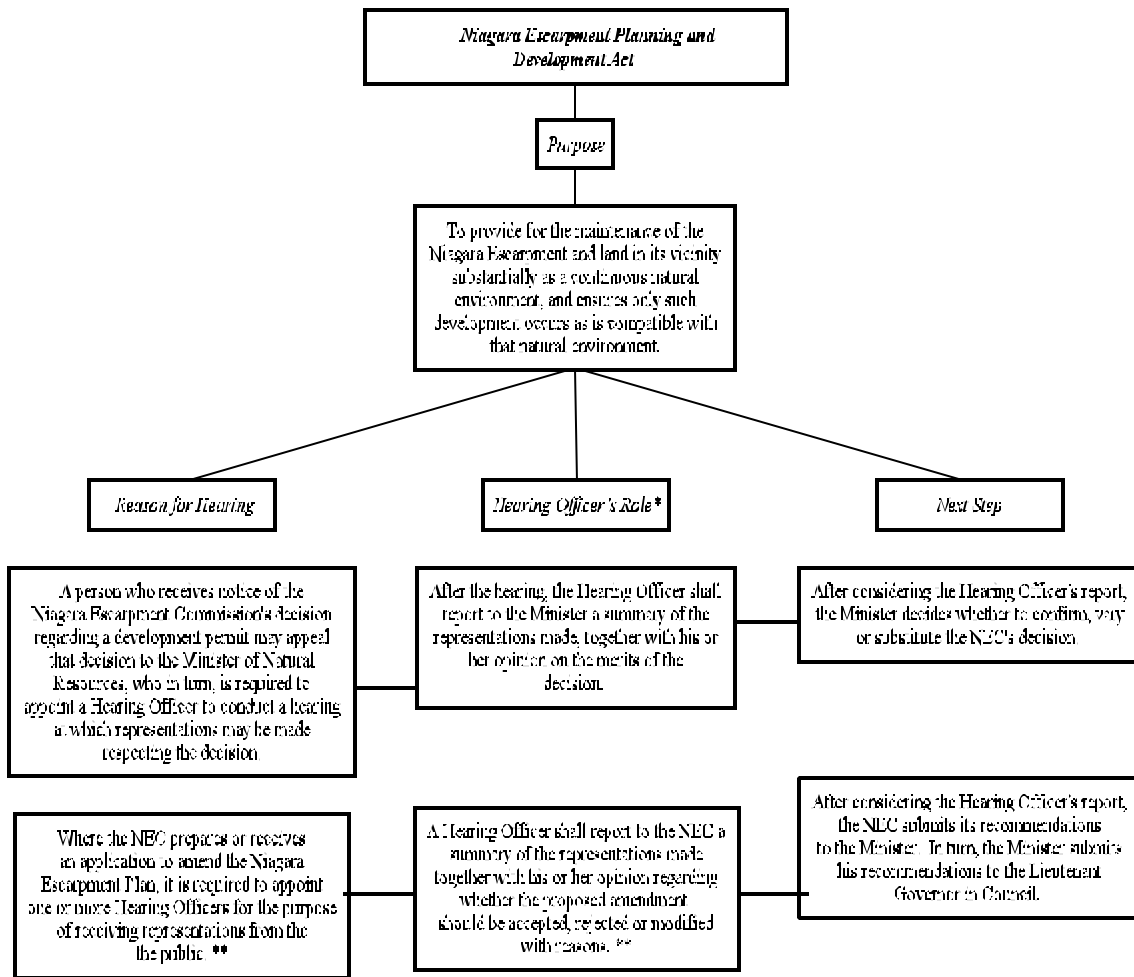 Niagara Escarpment Planning and
Development Act
Purpose
To provide for the maintenance of the
Niagara Escarpment and land in its vicinity
substantially as a continuous natural
environment, and ensures only such
development occurs as is compatible with
that natural environment.
Reason for Hearing
Hearing Officer's Role*
Next Step
A person who receives notice of the
Niagara Escarpment Commission's decision
regarding a development permit may appeal
that decision to the Minister of Natural
Resources, who in turn, is required to
appoint a Hearing Officer to conduct a hearing
at which representations may be made
respecting the decision.
After the hearing, the Hearing Officer shall
report to the Minister a summary of the
representations made, together with his or
her opinion on the merits of the
decision.
After considering the Hearing Officer's report,
the Minister decides whether to confirm, vary
or substitute the NEC's decision.
Where the NEC prepares or receives
an application to amend the Niagara
Escarpment Plan, it is required to appoint
one or more Hearing Officers for the purpose
of receiving representations from the
the public. **
A Hearing Officer shall report to the NEC a
summary of the representations made
together with his or her opinion regarding
whether the proposed amendment
should be accepted, rejected or modified
with reasons. **
After considering the Hearing Officer's report,
the NEC submits its recommendations
to the Minister. In turn, the Minister submits
his recommendations to the Lieutenant
Governor in Council.